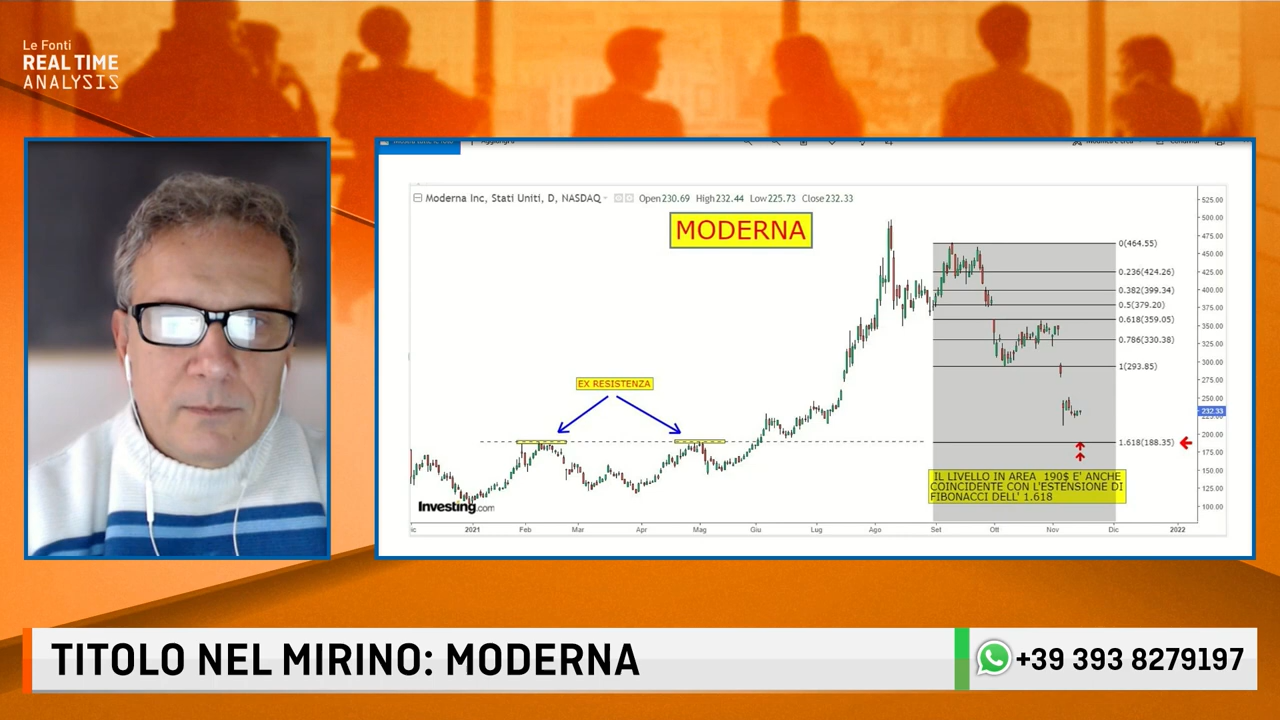 Le Fonti
REAL TIME
ANALYSIS
Moderna Inc, Stati Uniti, D, NASDAQ Open 230.69 High 232.44 Low 225.73 Close 232.33
MODERNA
525.00
500.00
475.00
450.00
425.00
400.00
375.00
350.00
325.00
300.00
250.00
232.33
200.00
175.00
150.00
125.00
100.00
0(464.55)
0.236(424.26)
0.382(399.34)
0.5(379.20)
0.618(359.05)
0.786(330.38)
1(293.85)
1.618(188.35)
EX RESISTENZA
IL LIVELLO IN AREA 190$ E' ANCHE
COINCIDENTE CON L'ESTENSIONE DI
FIBONACCI DELL' 1.618
Investing.com
ic 2021 Feb Mar Apr Mag Giu Lug Ago Set Ott Nov Dic 2022
TITOLO NEL MIRINO: MODERNA
+39 393 8279197